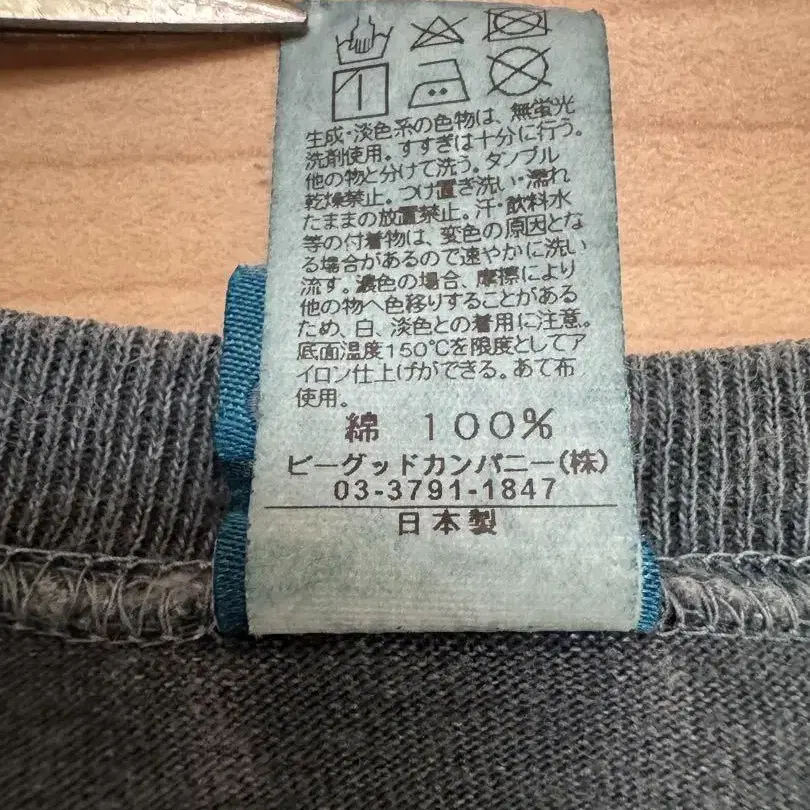 生成・淡色系の色物は、無蛍光
洗剤使用。すすぎは十分に行う。
他の物と分けて洗う。タンブル
乾燥禁止。つけ置き洗い・濡れ
たままの放置禁止。汗・飲料水
等の付着物は、変色の原因とな
る場合があるので速やかに洗い
流す。濃色の場合、摩擦により
他の物へ色移りすることがある
ため、白、淡色との着用に注意。
底面温度150℃を限度としてア
イロン仕上げができる。あて布
使用。
綿 100%
ビーグッドカンパニー(株)
03-3791-1847
日本製